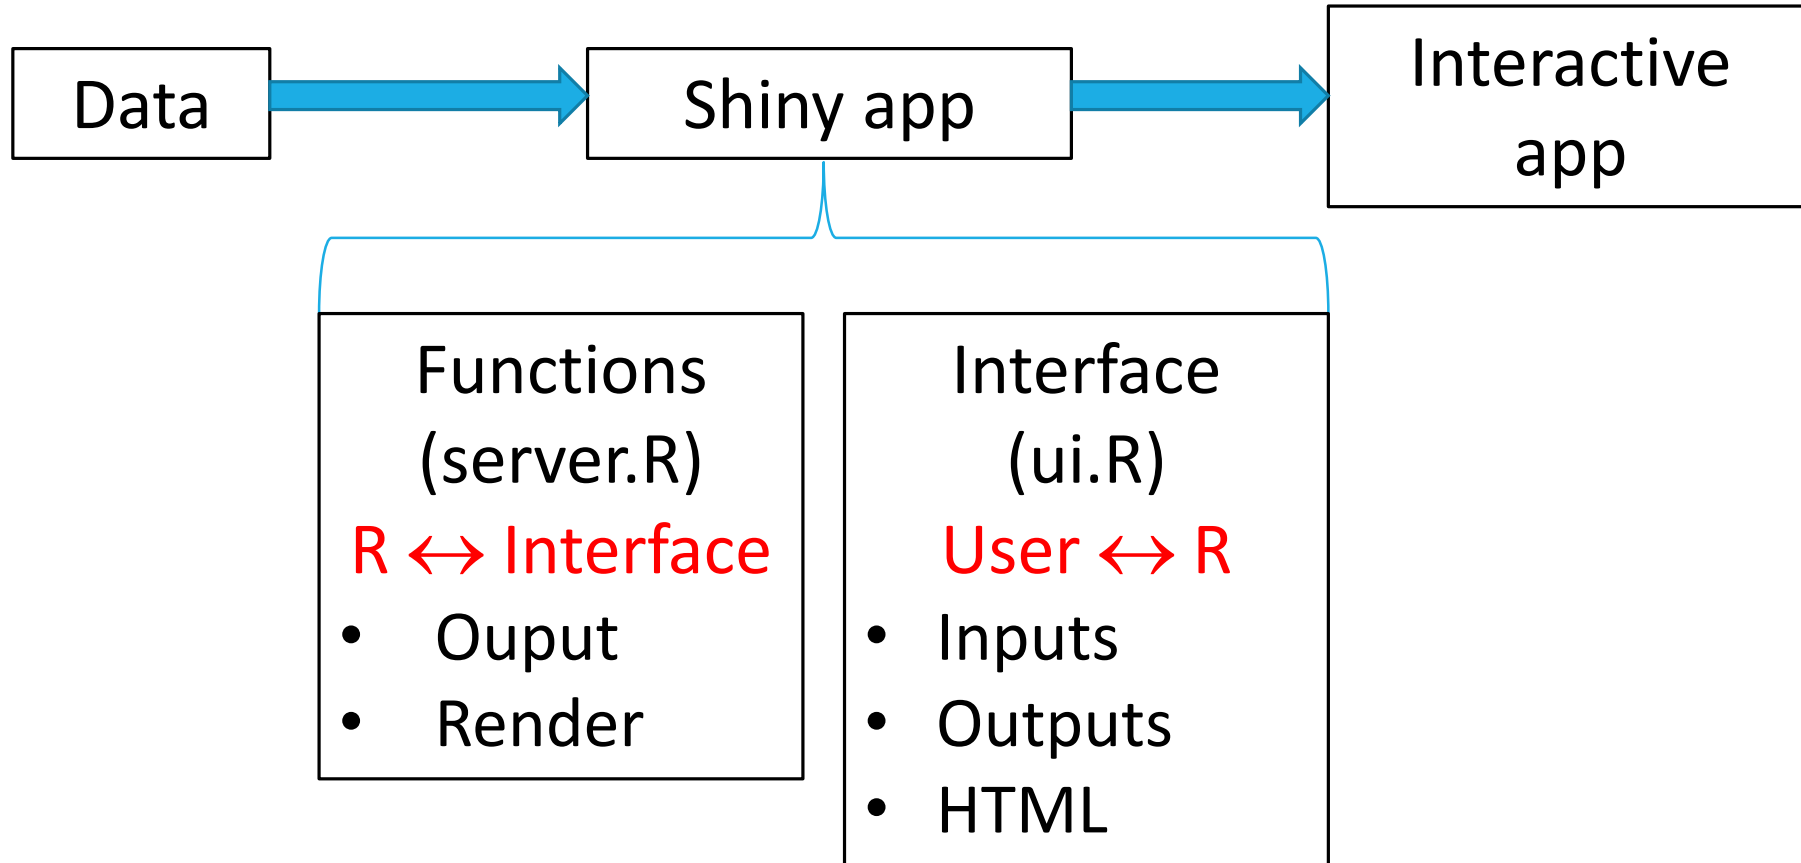 Data
Shiny app
Interactive
app
Functions
(server.R)
R ↔ Interface
• Ouput
• Render
Interface
(ui.R)
User ↔ R
• Inputs
• Outputs
• HTML